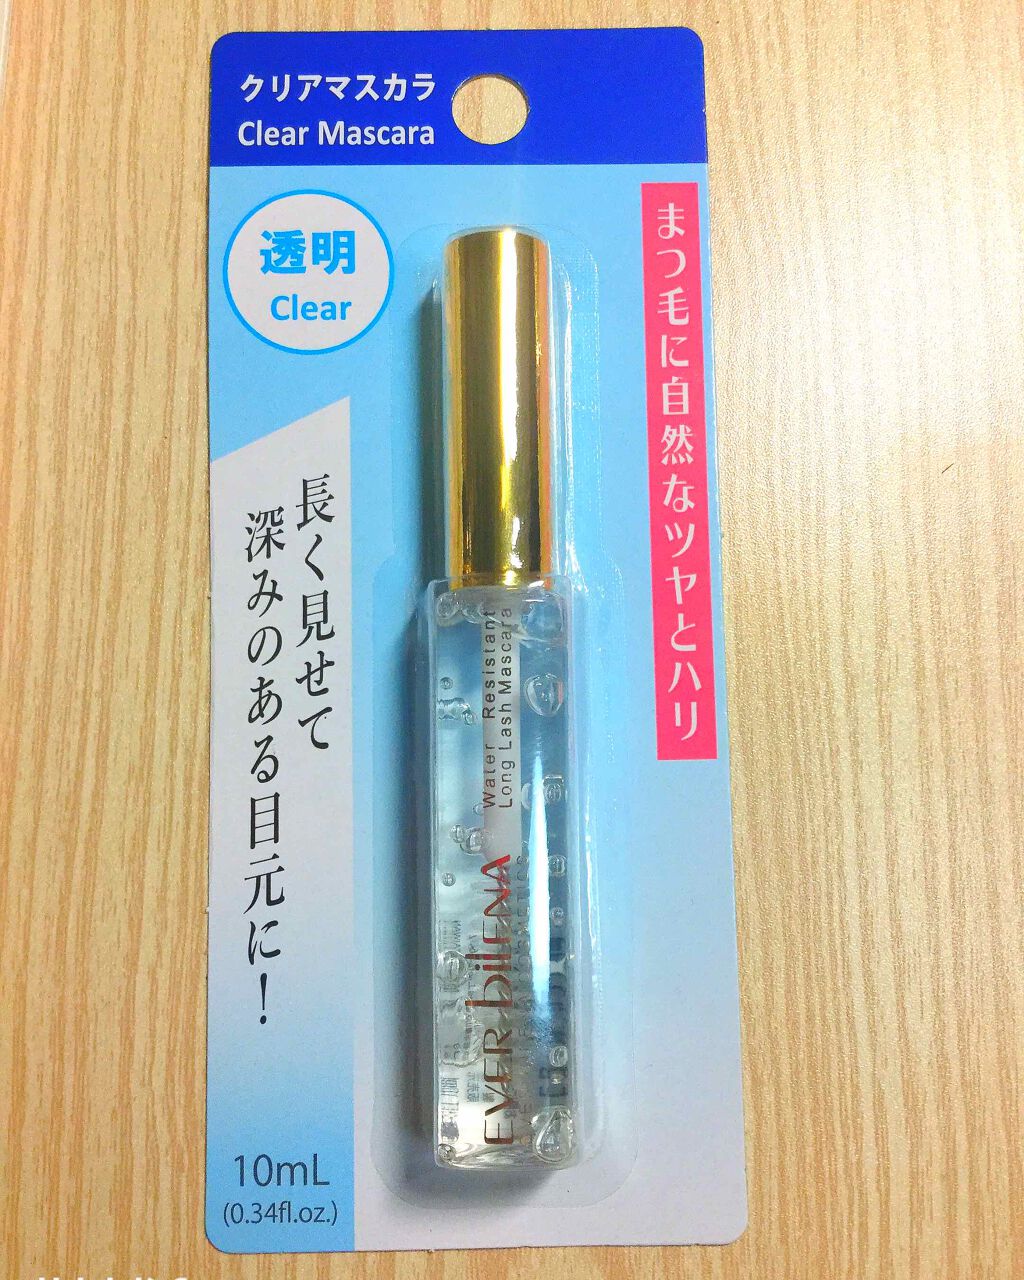 クリアマスカラ
Clear Mascara
透明
Clear
まつ毛に自然なツヤとハリ
長く見せて
深みのある目元に!
Water Resistant
Long Lash Mascara
EVER bilENA
10mL
(0.34fl.oz.)